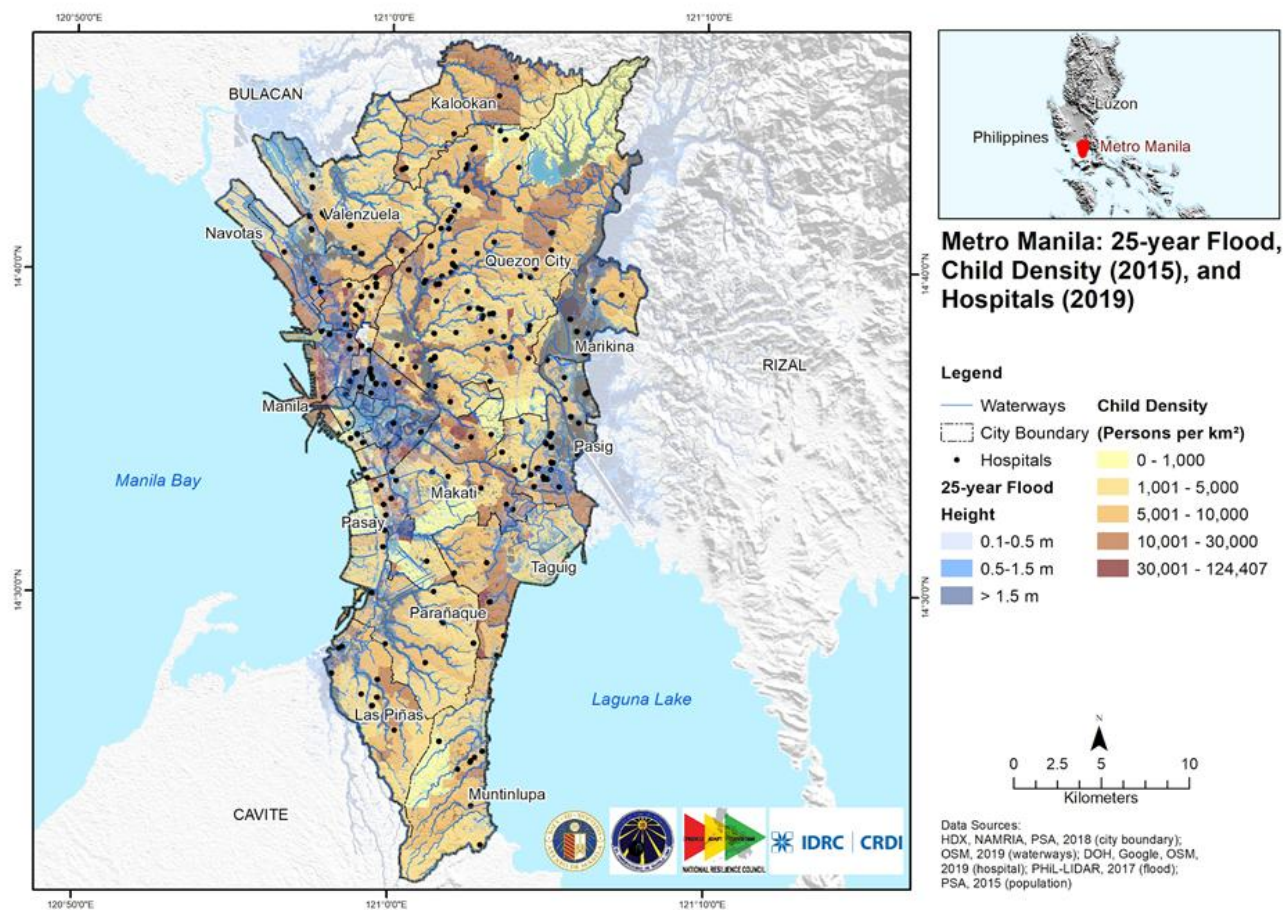 120°50'0"E
121°0'0"E
121°10'0"E
14°40'0"N
14°30'0"N
14°40'0"N
14°30'0"N
120°50'0"E
121°0'0"E
121°10'0"E
BULACAN
Kalookan
Valenzuela
Navotas
Quezon City
Marikina
RIZAL
Manila
Pasig
Manila Bay
Makati
Pasay
Taguig
Parañaque
Laguna Lake
Las Piñas
Muntinlupa
CAVITE
NATIONAL RESILIENCE COUNCIL
IDRC | CRDI
Luzon
Philippines
Metro Manila
Metro Manila: 25-year Flood,
Child Density (2015), and
Hospitals (2019)
Legend
Waterways
City Boundary
Hospitals
25-year Flood
Height
0.1-0.5 m
0.5-1.5 m
> 1.5 m
Child Density
(Persons per km²)
0 - 1,000
1,001 - 5,000
5,001 - 10,000
10,001 - 30,000
30,001 - 124,407
N
0 2.5 5 10
Kilometers
Data Sources:
HDX, NAMRIA, PSA, 2018 (city boundary);
OSM, 2019 (waterways); DOH, Google, OSM,
2019 (hospital); PHiL-LIDAR, 2017 (flood);
PSA, 2015 (population)